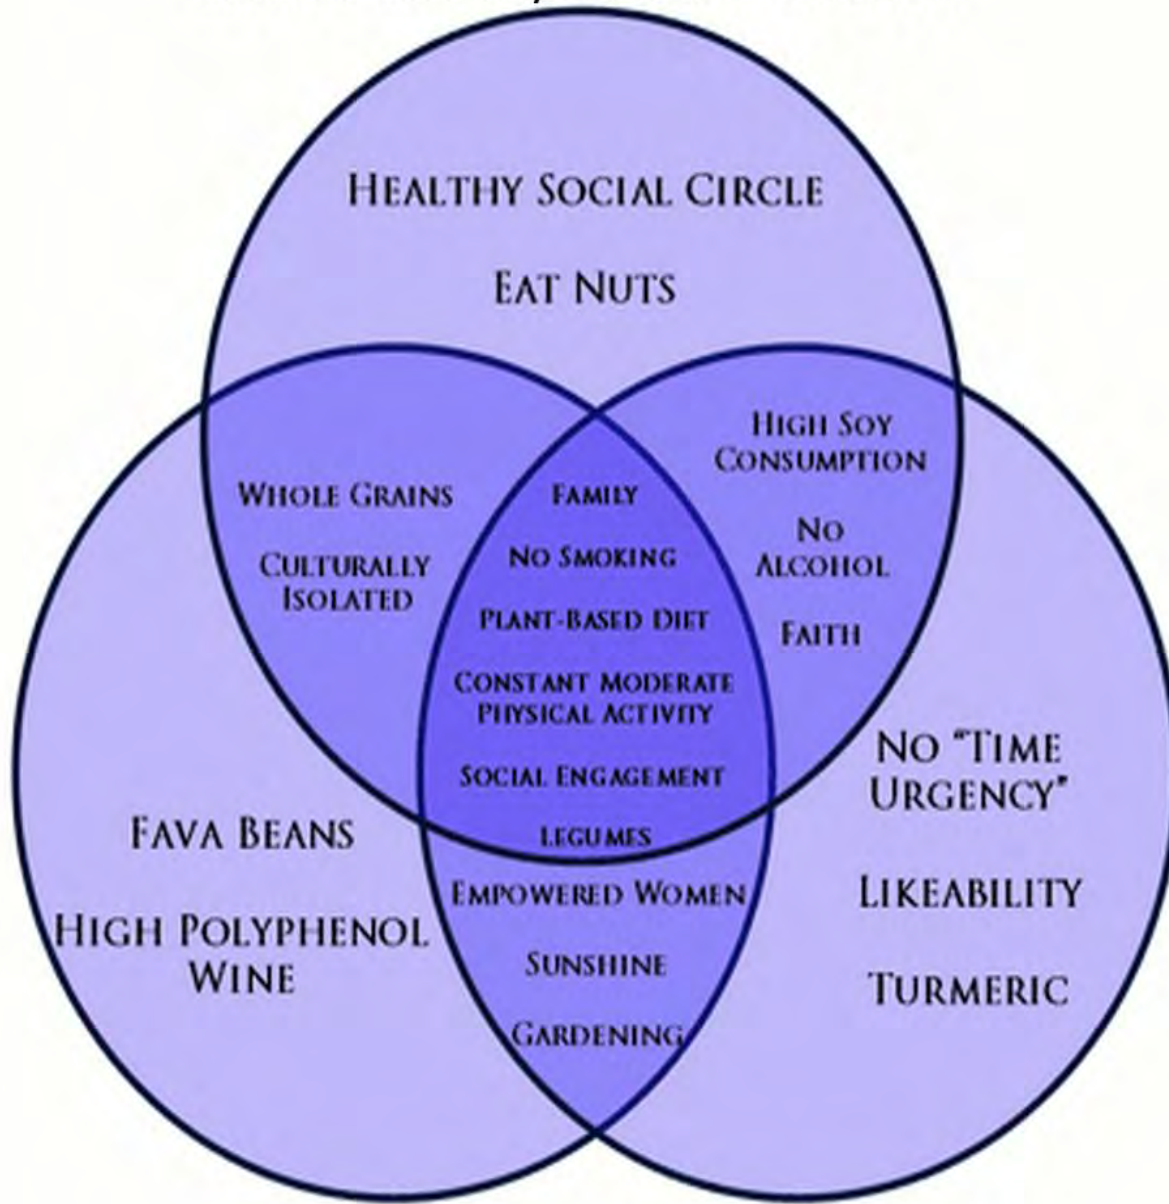 HEALTHY SOCIAL CIRCLE
EAT NUTS
HIGH SOY
CONSUMPTION
WHOLE GRAINS
FAMILY
NO
ALCOHOL
NO SMOKING
CULTURALLY
ISOLATED
PLANT-BASED DIET
FAITH
CONSTANT MODERATE
PHYSICAL ACTIVITY
SOCIAL ENGAGEMENT
LEGUMES
NO "TIME
URGENCY"
FAVA BEANS
EMPOWERED WOMEN
LIKEABILITY
HIGH POLYPHENOL
WINE
SUNSHINE
TURMERIC
GARDENING